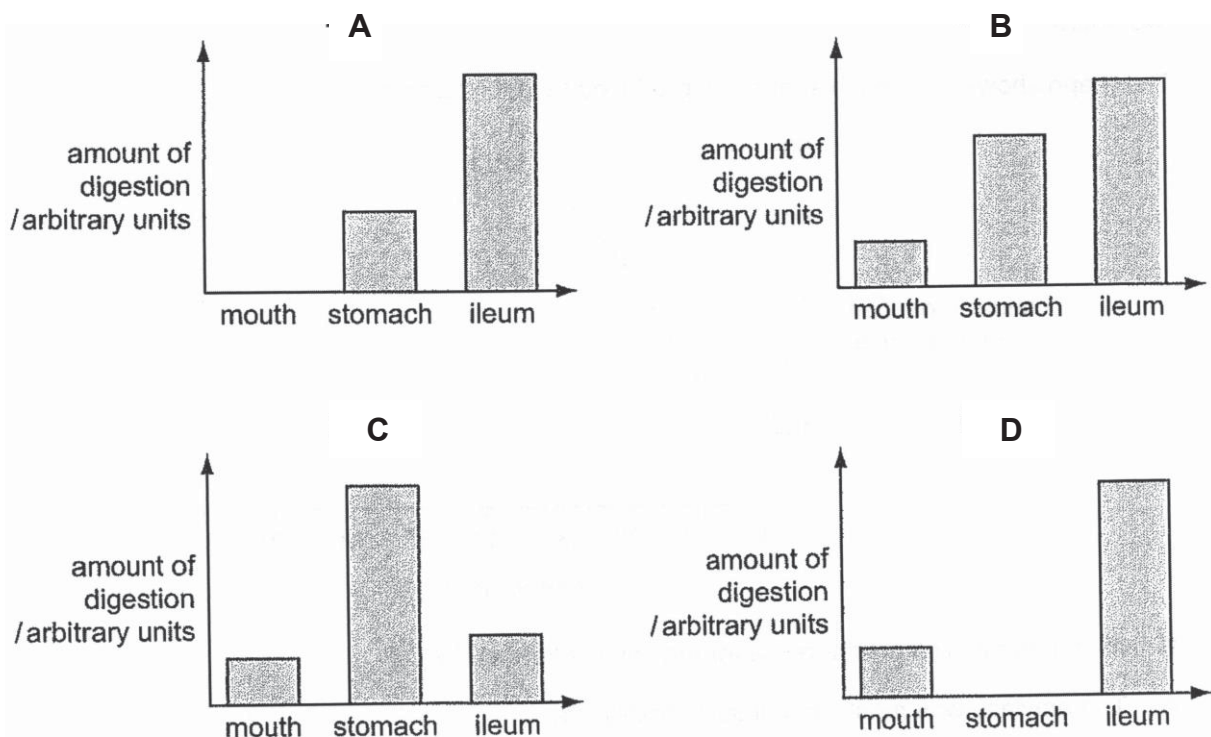 A
amount of
digestion
/ arbitrary units
mouth stomach ileum
B
amount of
digestion
/ arbitrary units
mouth stomach ileum
C
amount of
digestion
/ arbitrary units
mouth stomach ileum
D
amount of
digestion
/ arbitrary units
mouth stomach ileum